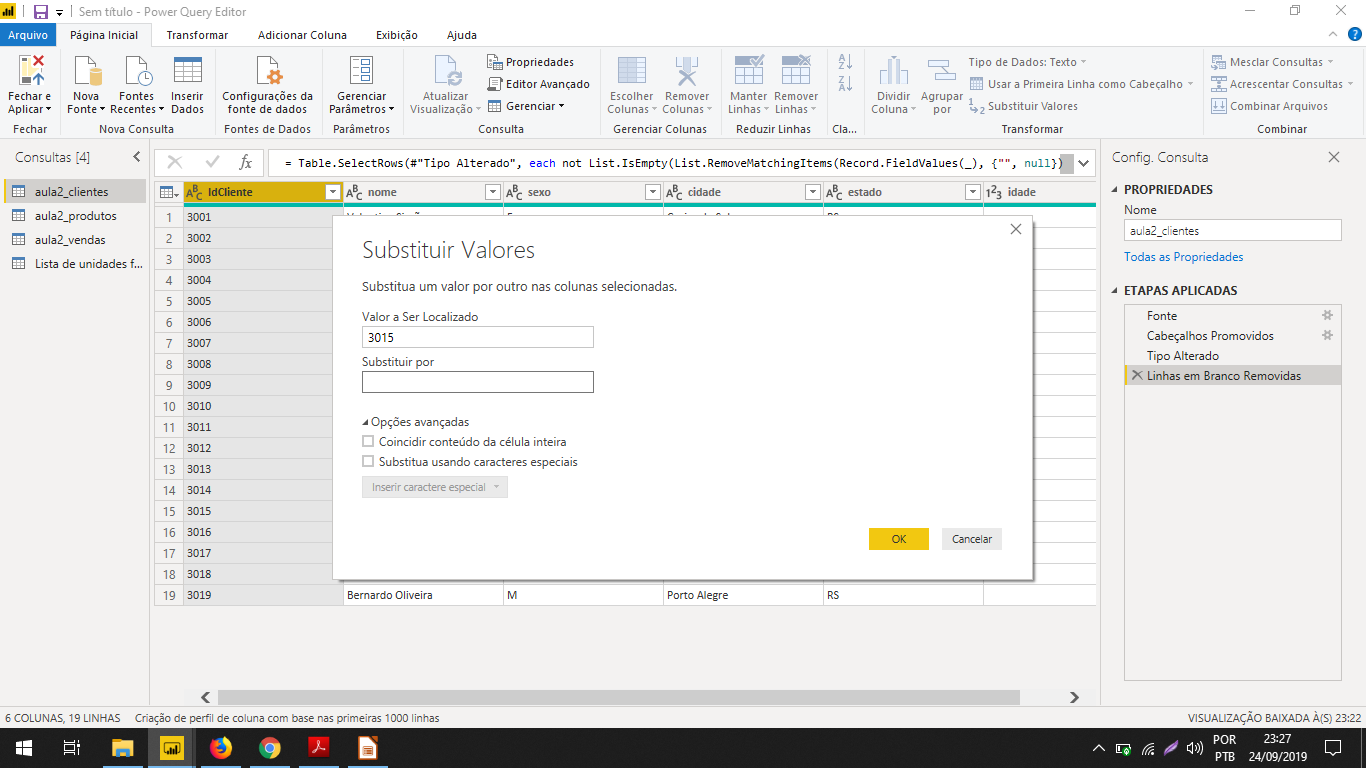 Sem título - Power Query Editor
Arquivo Página Inicial Transformar Adicionar Coluna Exibição Ajuda
Fechar e Aplicar
Fechar
Nova Fonte
Fontes Recentes
Inserir Dados
Nova Consulta
Configurações da fonte de dados
Fontes de Dados
Gerenciar Parâmetros
Parâmetros
Atualizar Visualização
Propriedades
Editor Avançado
Gerenciar
Consulta
Escolher Colunas
Remover Colunas
Gerenciar Colunas
Manter Linhas
Remover Linhas
Reduzir Linhas
Cla...
Dividir Coluna
Agrupar por
Tipo de Dados: Texto
Usar a Primeira Linha como Cabeçalho
Substituir Valores
Transformar
Mesclar Consultas
Acrescentar Consultas
Combinar Arquivos
Combinar
Consultas [4]
aula2_clientes
aula2_produtos
aula2_vendas
Lista de unidades f...
= Table.SelectRows(#"Tipo Alterado", each not List.IsEmpty(List.RemoveMatchingItems(Record.FieldValues(_), {"", null})
IdCliente nome sexo cidade estado idade
1 3001
2 3002
3 3003
4 3004
5 3005
6 3006
7 3007
8 3008
9 3009
10 3010
11 3011
12 3012
13 3013
14 3014
15 3015
16 3016
17 3017
18 3018
19 3019 Bernardo Oliveira M Porto Alegre RS
Substituir Valores
Substitua um valor por outro nas colunas selecionadas.
Valor a Ser Localizado
3015
Substituir por
Opções avançadas
Coincidir conteúdo da célula inteira
Substitua usando caracteres especiais
Inserir caractere especial
OK Cancelar
Config. Consulta
PROPRIEDADES
Nome
aula2_clientes
Todas as Propriedades
ETAPAS APLICADAS
Fonte
Cabeçalhos Promovidos
Tipo Alterado
Linhas em Branco Removidas
6 COLUNAS, 19 LINHAS Criação de perfil de coluna com base nas primeiras 1000 linhas VISUALIZAÇÃO BAIXADA À(S) 23:22
POR
PTB
23:27
24/09/2019